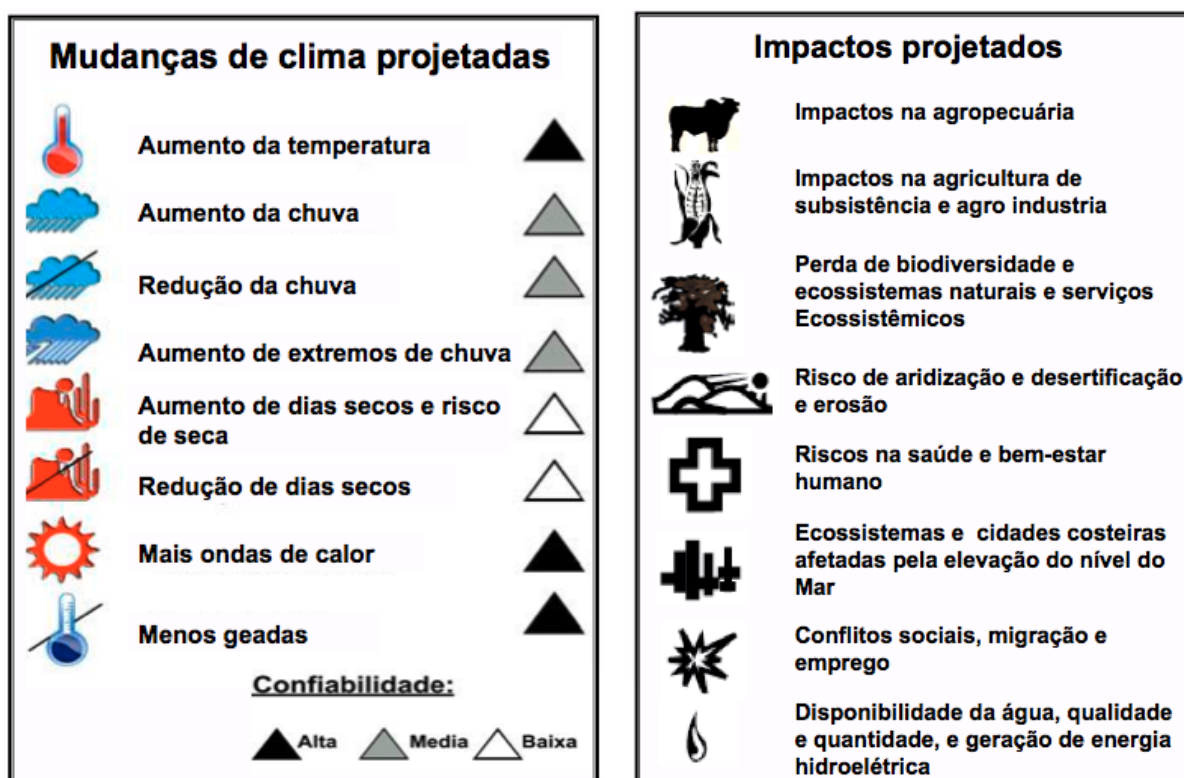 Mudanças de clima projetadas
Aumento da temperatura
Aumento da chuva
Redução da chuva
Aumento de extremos de chuva
Aumento de dias secos e risco
de seca
Redução de dias secos
Mais ondas de calor
Menos geadas
Confiabilidade:
Alta Media Baixa
Impactos projetados
Impactos na agropecuária
Impactos na agricultura de
subsistência e agro industria
Perda de biodiversidade e
ecossistemas naturais e serviços
Ecossistêmicos
Risco de aridização e desertificação
e erosão
Riscos na saúde e bem-estar
humano
Ecossistemas e cidades costeiras
afetadas pela elevação do nível do
Mar
Conflitos sociais, migração e
emprego
Disponibilidade da água, qualidade
e quantidade, e geração de energia
hidroelétrica